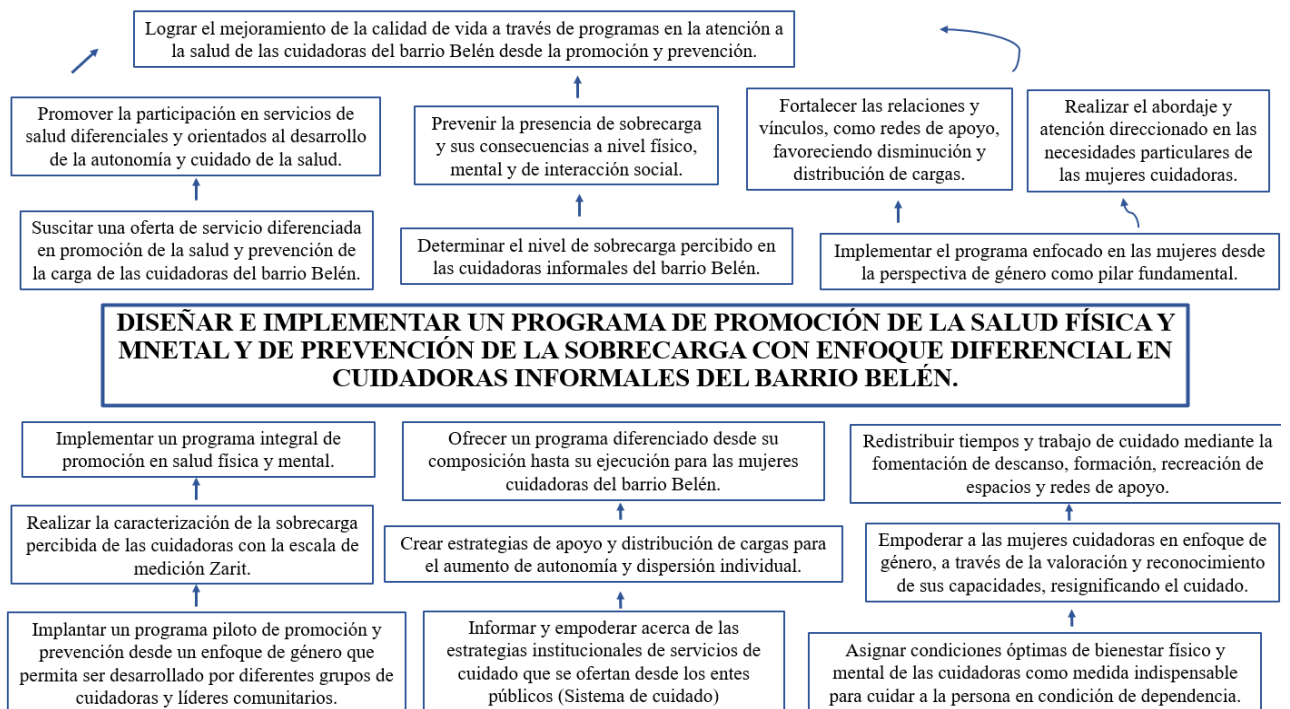 Lograr el mejoramiento de la calidad de vida a través de programas en la atención a
la salud de las cuidadoras del barrio Belén desde la promoción y prevención.
Promover la participación en servicios de
salud diferenciales y orientados al desarrollo
de la autonomía y cuidado de la salud.
Prevenir la presencia de sobrecarga
y sus consecuencias a nivel físico,
mental y de interacción social.
Fortalecer las relaciones y
vínculos, como redes de apoyo,
favoreciendo disminución y
distribución de cargas.
Realizar el abordaje y
atención direccionado en las
necesidades particulares de
las mujeres cuidadoras.
Suscitar una oferta de servicio diferenciada
en promoción de la salud y prevención de
la carga de las cuidadoras del barrio Belén.
Determinar el nivel de sobrecarga percibido en
las cuidadoras informales del barrio Belén.
Implementar el programa enfocado en las mujeres desde
la perspectiva de género como pilar fundamental.
DISEÑAR E IMPLEMENTAR UN PROGRAMA DE PROMOCIÓN DE LA SALUD FÍSICA Y
MNETAL Y DE PREVENCIÓN DE LA SOBRECARGA CON ENFOQUE DIFERENCIAL EN
CUIDADORAS INFORMALES DEL BARRIO BELÉN.
Implementar un programa integral de
promoción en salud física y mental.
Ofrecer un programa diferenciado desde su
composición hasta su ejecución para las mujeres
cuidadoras del barrio Belén.
Redistribuir tiempos y trabajo de cuidado mediante la
fomentación de descanso, formación, recreación de
espacios y redes de apoyo.
Realizar la caracterización de la sobrecarga
percibida de las cuidadoras con la escala de
medición Zarit.
Crear estrategias de apoyo y distribución de cargas para
el aumento de autonomía y dispersión individual.
Empoderar a las mujeres cuidadoras en enfoque de
género, a través de la valoración y reconocimiento
de sus capacidades, resignificando el cuidado.
Implantar un programa piloto de promoción y
prevención desde un enfoque de género que
permita ser desarrollado por diferentes grupos de
cuidadoras y líderes comunitarios.
Informar y empoderar acerca de las
estrategias institucionales de servicios de
cuidado que se ofertan desde los entes
públicos (Sistema de cuidado)
Asignar condiciones óptimas de bienestar físico y
mental de las cuidadoras como medida indispensable
para cuidar a la persona en condición de dependencia.